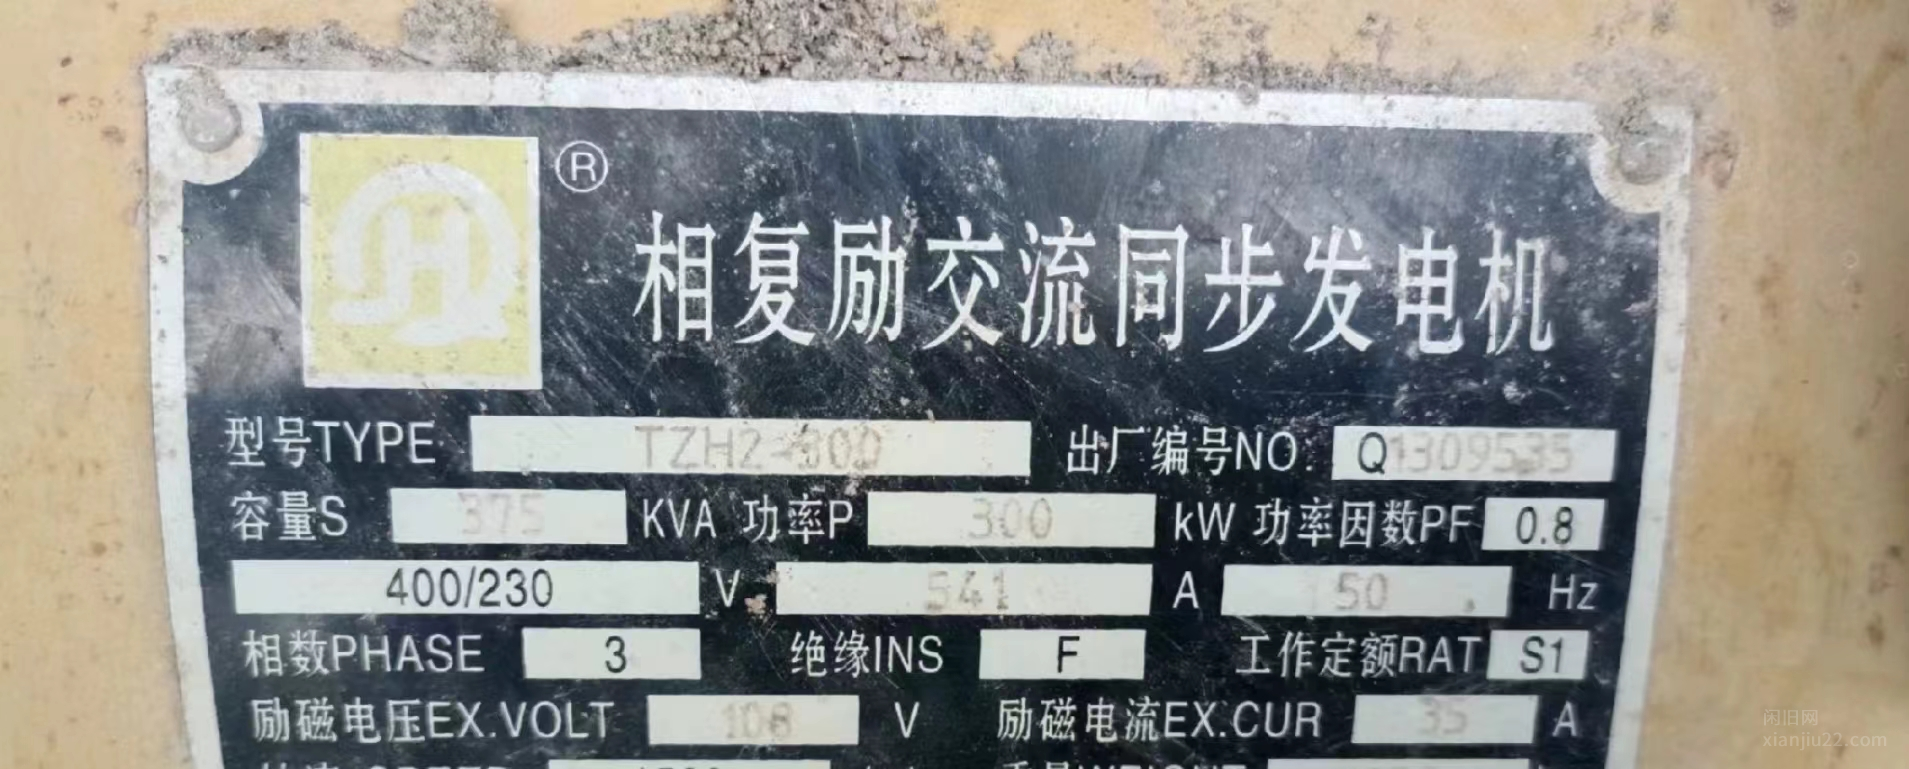 ®
相复励交流同步发电机
型号TYPE TZH2-300 出厂编号NO. Q1309535
容量S 375 KVA 功率P 300 kW 功率因数PF 0.8
400/230 V 541 A 50 Hz
相数PHASE 3 绝缘INS F 工作定额RAT S1
励磁电压EX.VOLT 108 V 励磁电流EX.CUR 35 A
闲旧网
xianjiu22.com